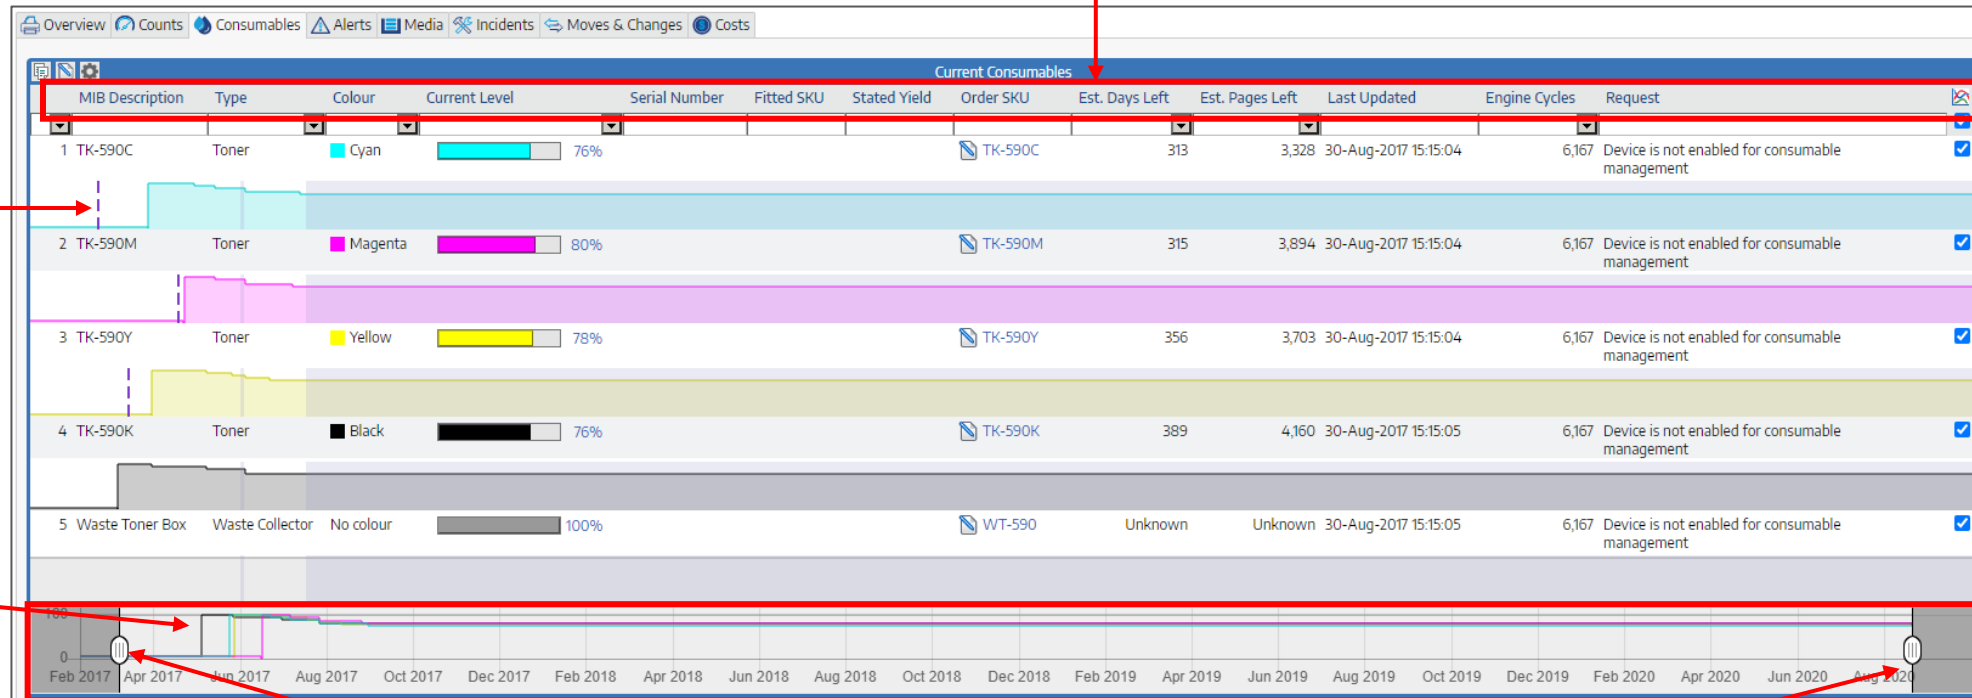 Overview Counts Consumables Alerts Media Incidents Moves & Changes Costs
Current Consumables
MIB Description Type Colour Current Level Serial Number Fitted SKU Stated Yield Order SKU Est. Days Left Est. Pages Left Last Updated Engine Cycles Request
1 TK-590C Toner Cyan 76% TK-590C 313 3,328 30-Aug-2017 15:15:04 6,167 Device is not enabled for consumable
management
2 TK-590M Toner Magenta 80% TK-590M 315 3,894 30-Aug-2017 15:15:04 6,167 Device is not enabled for consumable
management
3 TK-590Y Toner Yellow 78% TK-590Y 356 3,703 30-Aug-2017 15:15:04 6,167 Device is not enabled for consumable
management
4 TK-590K Toner Black 76% TK-590K 389 4,160 30-Aug-2017 15:15:05 6,167 Device is not enabled for consumable
management
5 Waste Toner Box Waste Collector No colour 100% WT-590 Unknown Unknown 30-Aug-2017 15:15:05 6,167 Device is not enabled for consumable
management
100
0
Feb 2017 Apr 2017 Jun 2017 Aug 2017 Oct 2017 Dec 2017 Feb 2018 Apr 2018 Jun 2018 Aug 2018 Oct 2018 Dec 2018 Feb 2019 Apr 2019 Jun 2019 Aug 2019 Oct 2019 Dec 2019 Feb 2020 Apr 2020 Jun 2020 Aug 2020